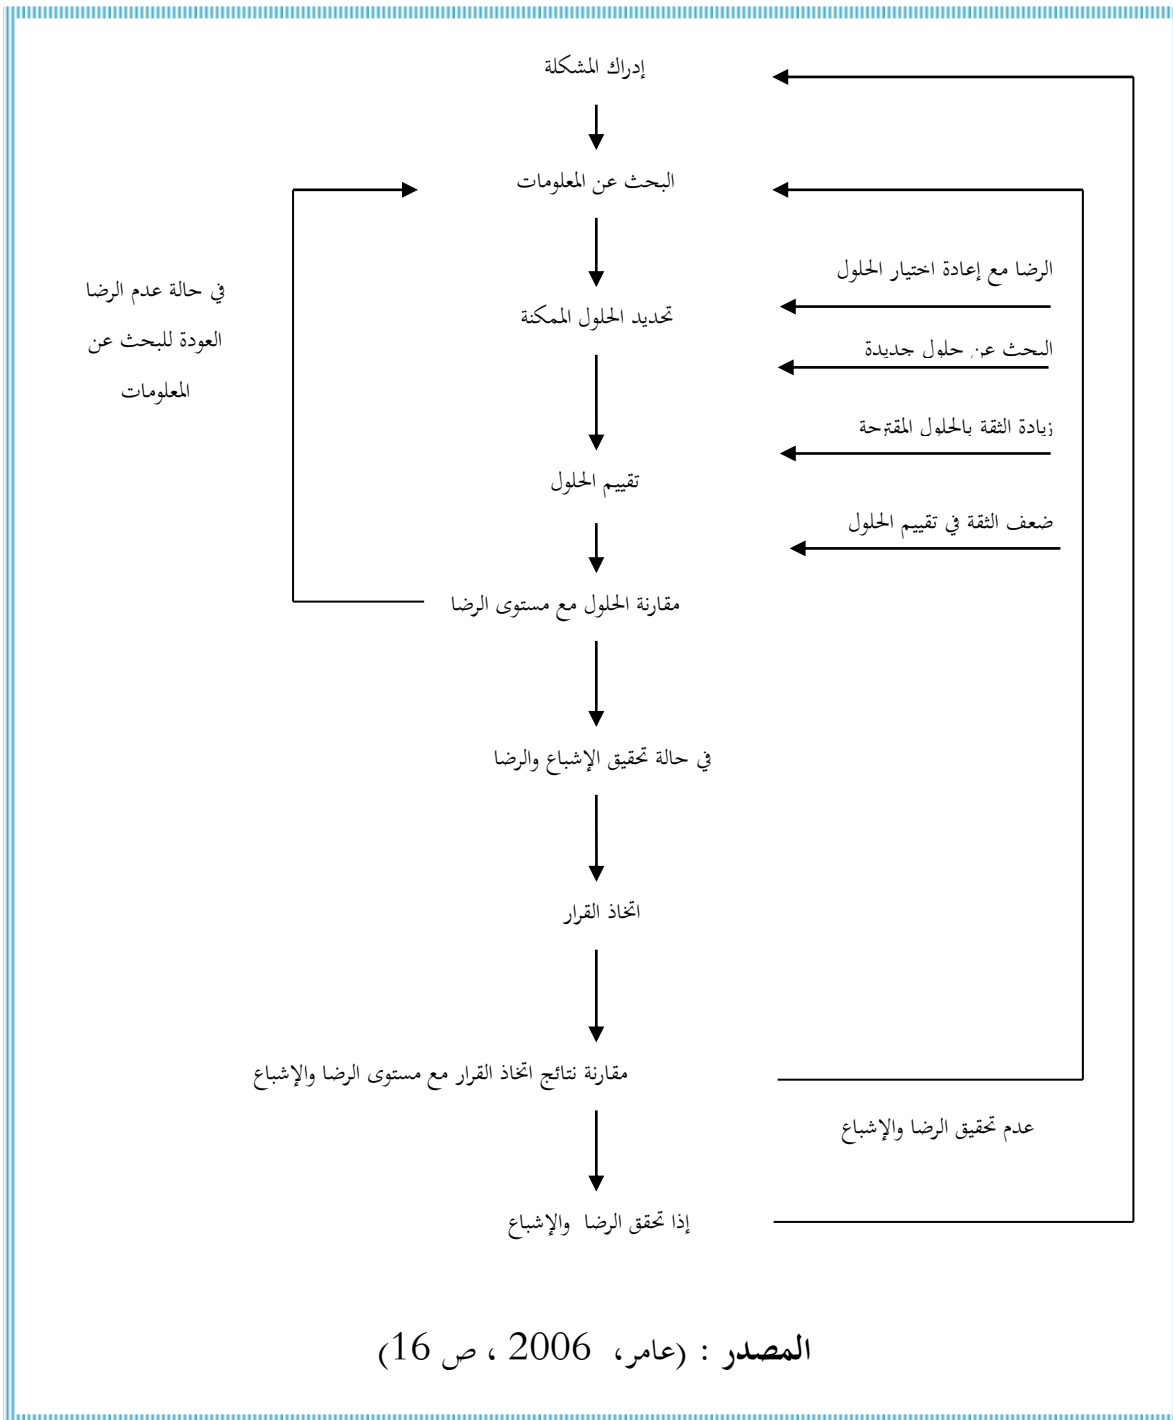 إدراك المشكلة
البحث عن المعلومات
الرضا مع إعادة اختيار الحلول
في حالة عدم الرضا
العودة للبحث عن
المعلومات
تحديد الحلول الممكنة
البحث عن حلول جديدة
زيادة الثقة بالحلول المقترحة
تقييم الحلول
ضعف الثقة في تقييم الحلول
مقارنة الحلول مع مستوى الرضا
في حالة تحقيق الإشباع والرضا
اتخاذ القرار
مقارنة نتائج اتخاذ القرار مع مستوى الرضا والإشباع
عدم تحقيق الرضا والإشباع
إذا تحقق الرضا والإشباع
المصدر : (عامر، 2006 ، ص 16)